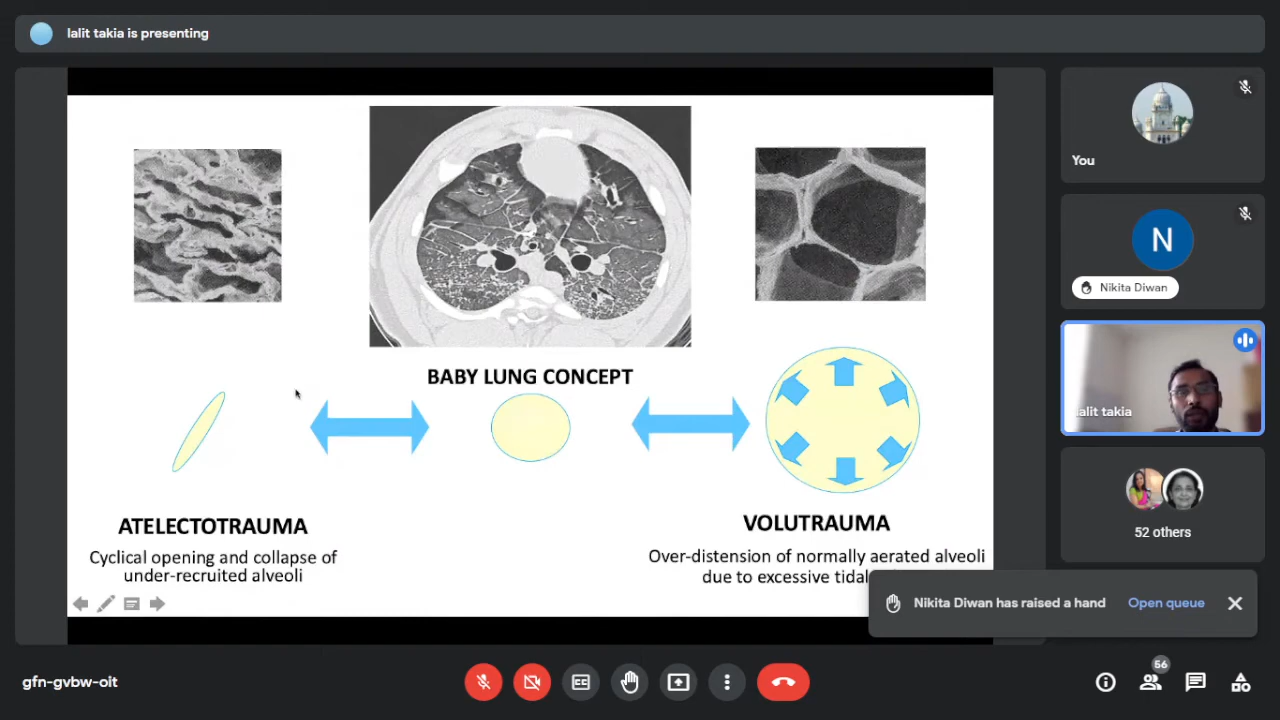 lalit takia is presenting
You
N
Nikita Diwan
BABY LUNG CONCEPT
lalit takia
52 others
ATELECTOTRAUMA
Cyclical opening and collapse of
under-recruited alveoli
VOLUTRAUMA
Over-distension of normally aerated alveoli
due to excessive tidal
Nikita Diwan has raised a hand
Open queue
gfn-gvbw-oit
CC
56